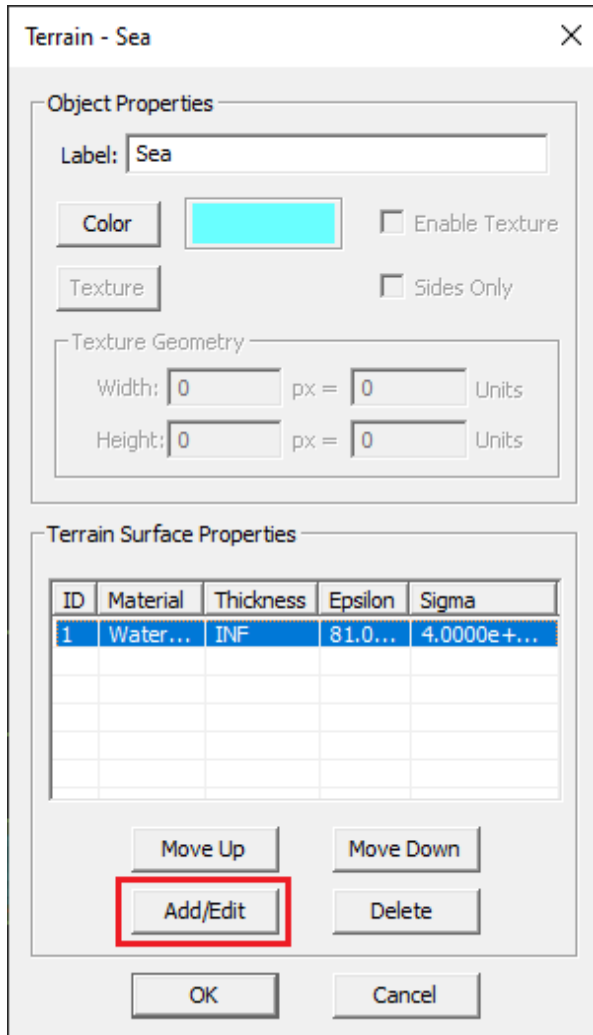 Terrain - Sea
Object Properties
Label: Sea
Color Enable Texture
Texture Sides Only
Texture Geometry
Width: 0 px = 0 Units
Height: 0 px = 0 Units
Terrain Surface Properties
ID Material Thickness Epsilon Sigma
1 Water... INF 81.0... 4.0000e+...
Move Up Move Down
Add/Edit Delete
OK Cancel